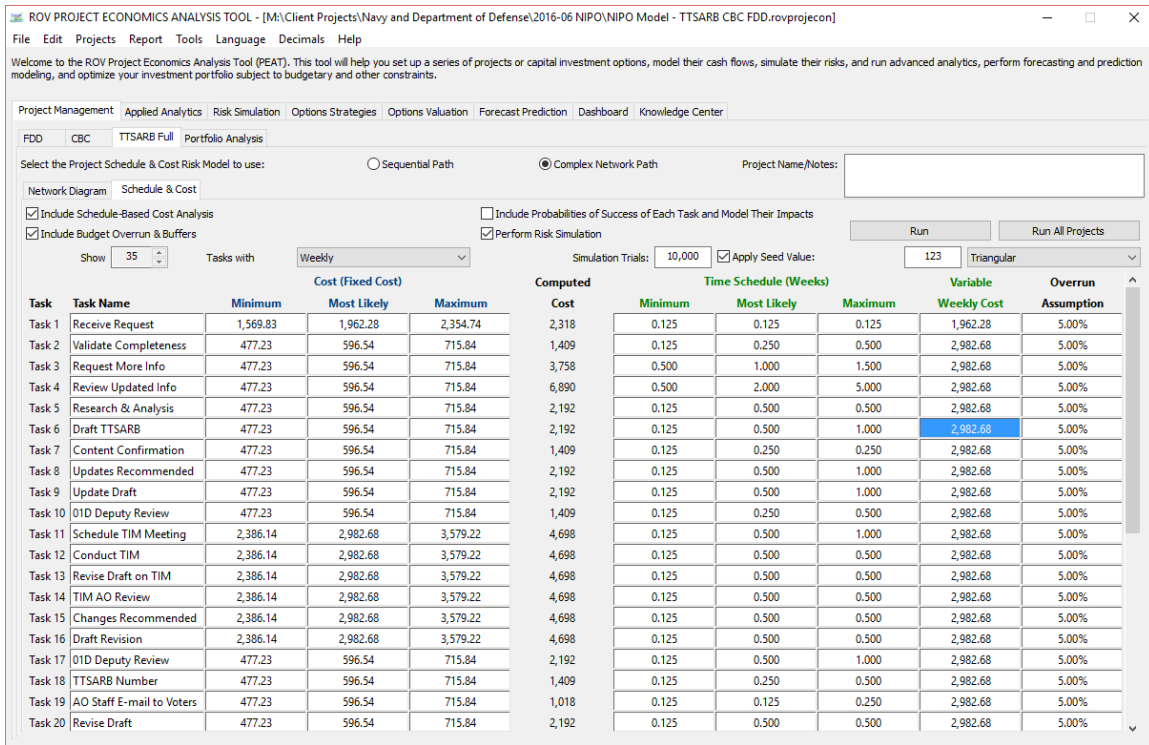 ROV PROJECT ECONOMICS ANALYSIS TOOL - [M:\Client Projects\Navy and Department of Defense\2016-06 NIPO\NIPO Model - TTSARB CBC FDD.rovprojecon]
File Edit Projects Report Tools Language Decimals Help
Welcome to the ROV Project Economics Analysis Tool (PEAT). This tool will help you set up a series of projects or capital investment options, model their cash flows, simulate their risks, and run advanced analytics, perform forecasting and prediction
modeling, and optimize your investment portfolio subject to budgetary and other constraints.
Project Management Applied Analytics Risk Simulation Options Strategies Options Valuation Forecast Prediction Dashboard Knowledge Center
FDD CBC TTSARB Full Portfolio Analysis
Select the Project Schedule & Cost Risk Model to use: Sequential Path Complex Network Path Project Name/Notes:
Network Diagram Schedule & Cost
Include Schedule-Based Cost Analysis Include Probabilities of Success of Each Task and Model Their Impacts
Include Budget Overrun & Buffers Perform Risk Simulation Run Run All Projects
Show 35 Tasks with Weekly Simulation Trials: 10,000 Apply Seed Value: 123 Triangular
Cost (Fixed Cost) Computed Time Schedule (Weeks) Variable Overrun
Task Task Name Minimum Most Likely Maximum Cost Minimum Most Likely Maximum Weekly Cost Assumption
Task 1 Receive Request 1,569.83 1,962.28 2,354.74 2,318 0.125 0.125 0.125 1,962.28 5.00%
Task 2 Validate Completeness 477.23 596.54 715.84 1,409 0.125 0.250 0.500 2,982.68 5.00%
Task 3 Request More Info 477.23 596.54 715.84 3,758 0.500 1.000 1.500 2,982.68 5.00%
Task 4 Review Updated Info 477.23 596.54 715.84 6,890 0.500 2.000 5.000 2,982.68 5.00%
Task 5 Research & Analysis 477.23 596.54 715.84 2,192 0.125 0.500 0.500 2,982.68 5.00%
Task 6 Draft TTSARB 477.23 596.54 715.84 2,192 0.125 0.500 1.000 2,982.68 5.00%
Task 7 Content Confirmation 477.23 596.54 715.84 1,409 0.125 0.250 0.250 2,982.68 5.00%
Task 8 Updates Recommended 477.23 596.54 715.84 2,192 0.125 0.500 1.000 2,982.68 5.00%
Task 9 Update Draft 477.23 596.54 715.84 2,192 0.125 0.500 1.000 2,982.68 5.00%
Task 10 01D Deputy Review 477.23 596.54 715.84 1,409 0.125 0.250 0.500 2,982.68 5.00%
Task 11 Schedule TIM Meeting 2,386.14 2,982.68 3,579.22 4,698 0.125 0.500 1.000 2,982.68 5.00%
Task 12 Conduct TIM 2,386.14 2,982.68 3,579.22 4,698 0.125 0.500 0.500 2,982.68 5.00%
Task 13 Revise Draft on TIM 2,386.14 2,982.68 3,579.22 4,698 0.125 0.500 0.500 2,982.68 5.00%
Task 14 TIM AO Review 2,386.14 2,982.68 3,579.22 4,698 0.125 0.500 0.500 2,982.68 5.00%
Task 15 Changes Recommended 2,386.14 2,982.68 3,579.22 4,698 0.125 0.500 0.500 2,982.68 5.00%
Task 16 Draft Revision 2,386.14 2,982.68 3,579.22 4,698 0.125 0.500 0.500 2,982.68 5.00%
Task 17 01D Deputy Review 477.23 596.54 715.84 2,192 0.125 0.500 1.000 2,982.68 5.00%
Task 18 TTSARB Number 477.23 596.54 715.84 1,409 0.125 0.250 0.500 2,982.68 5.00%
Task 19 AO Staff E-mail to Voters 477.23 596.54 715.84 1,018 0.125 0.125 0.250 2,982.68 5.00%
Task 20 Revise Draft 477.23 596.54 715.84 2,192 0.125 0.500 0.500 2,982.68 5.00%